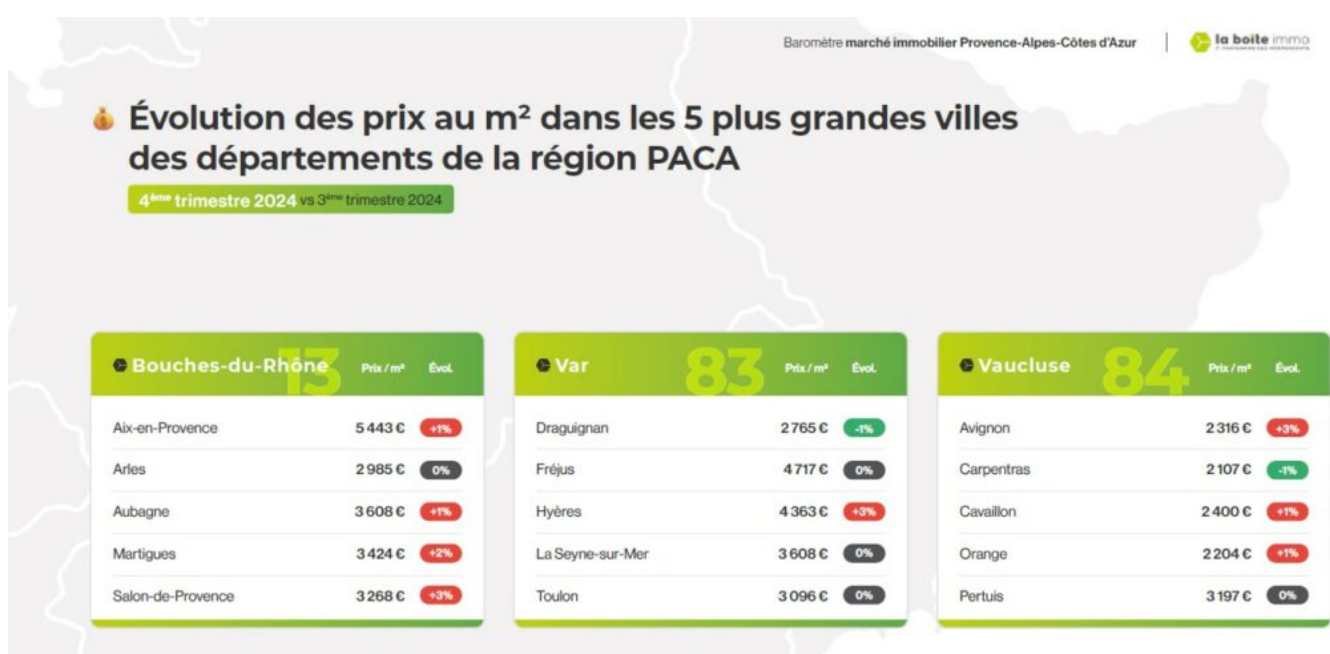 Baromètre marché immobilier Provence-Alpes-Côtes d'Azur
la boite immo
Évolution des prix au m² dans les 5 plus grandes villes
des départements de la région PACA
4ème trimestre 2024 vs 3ème trimestre 2024
Bouches-du-Rhône 13 Prix / m² Évol.
Aix-en-Provence 5 443 € +1%
Arles 2 985 € 0%
Aubagne 3 608 € +1%
Martigues 3 424 € +2%
Salon-de-Provence 3 268 € +3%
Var 83 Prix / m² Évol.
Draguignan 2 765 € -1%
Fréjus 4 717 € 0%
Hyères 4 363 € +3%
La Seyne-sur-Mer 3 608 € 0%
Toulon 3 096 € 0%
Vaucluse 84 Prix / m² Évol.
Avignon 2 316 € +3%
Carpentras 2 107 € -1%
Cavaillon 2 400 € +1%
Orange 2 204 € +1%
Pertuis 3 197 € 0%